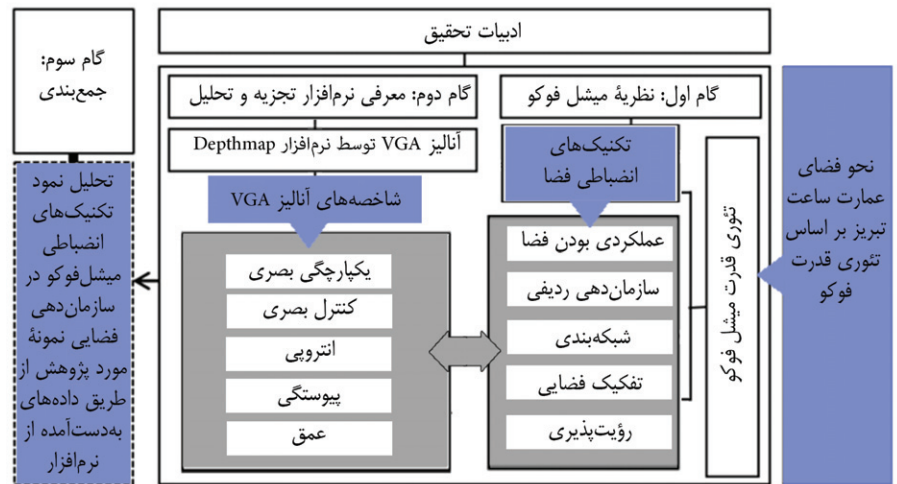 ادبیات تحقیق
نحو فضای
عمارت ساعت
تبریز بر اساس
تئوری قدرت
فوکو
گام اول: نظریهٔ میشل فوکو
تئوری قدرت میشل فوکو
تکنیک‌های
انضباطی فضا
عملکردی بودن فضا
سازمان‌دهی ردیفی
شبکه‌بندی
تفکیک فضایی
رؤیت‌پذیری
گام دوم: معرفی نرم‌افزار تجزیه و تحلیل
آنالیز VGA توسط نرم‌افزار Depthmap
شاخصه‌های آنالیز VGA
یکپارچگی بصری
کنترل بصری
انتروپی
پیوستگی
عمق
گام سوم:
جمع‌بندی
تحلیل نمود
تکنیک‌های
انضباطی
میشل‌فوکو در
سازمان‌دهی
فضایی نمونهٔ
مورد پژوهش از
طریق داده‌های
به‌دست‌آمده از
نرم‌افزار